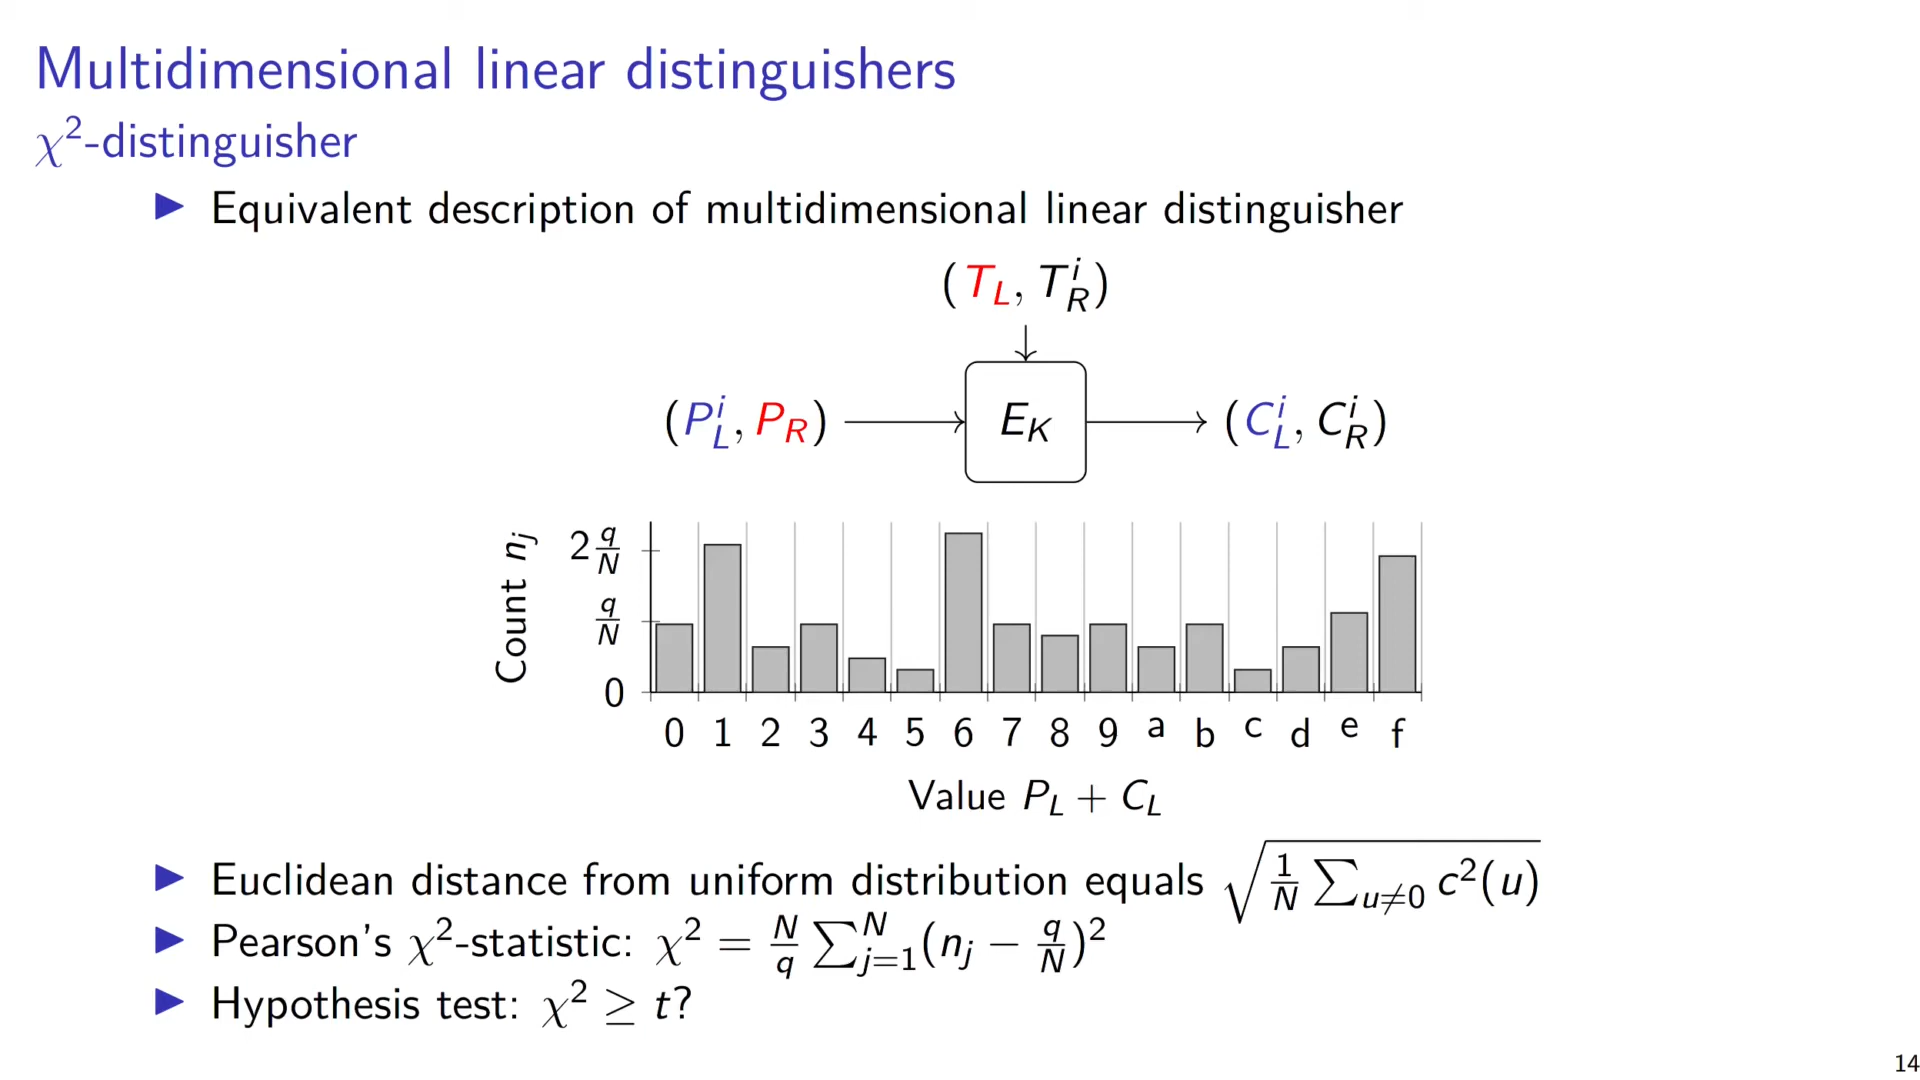 Multidimensional linear distinguishers
χ²-distinguisher
▶ Equivalent description of multidimensional linear distinguisher
(T_L, T_R^i)
(P_L^i, P_R) → E_K → (C_L^i, C_R^i)
Count n_j
2 q/N
q/N
0
0 1 2 3 4 5 6 7 8 9 a b c d e f
Value P_L + C_L
▶ Euclidean distance from uniform distribution equals √(1/N ∑_{u≠0} c²(u))
▶ Pearson's χ²-statistic: χ² = N/q ∑_{j=1}^{N} (n_j − q/N)²
▶ Hypothesis test: χ² ≥ t?
14